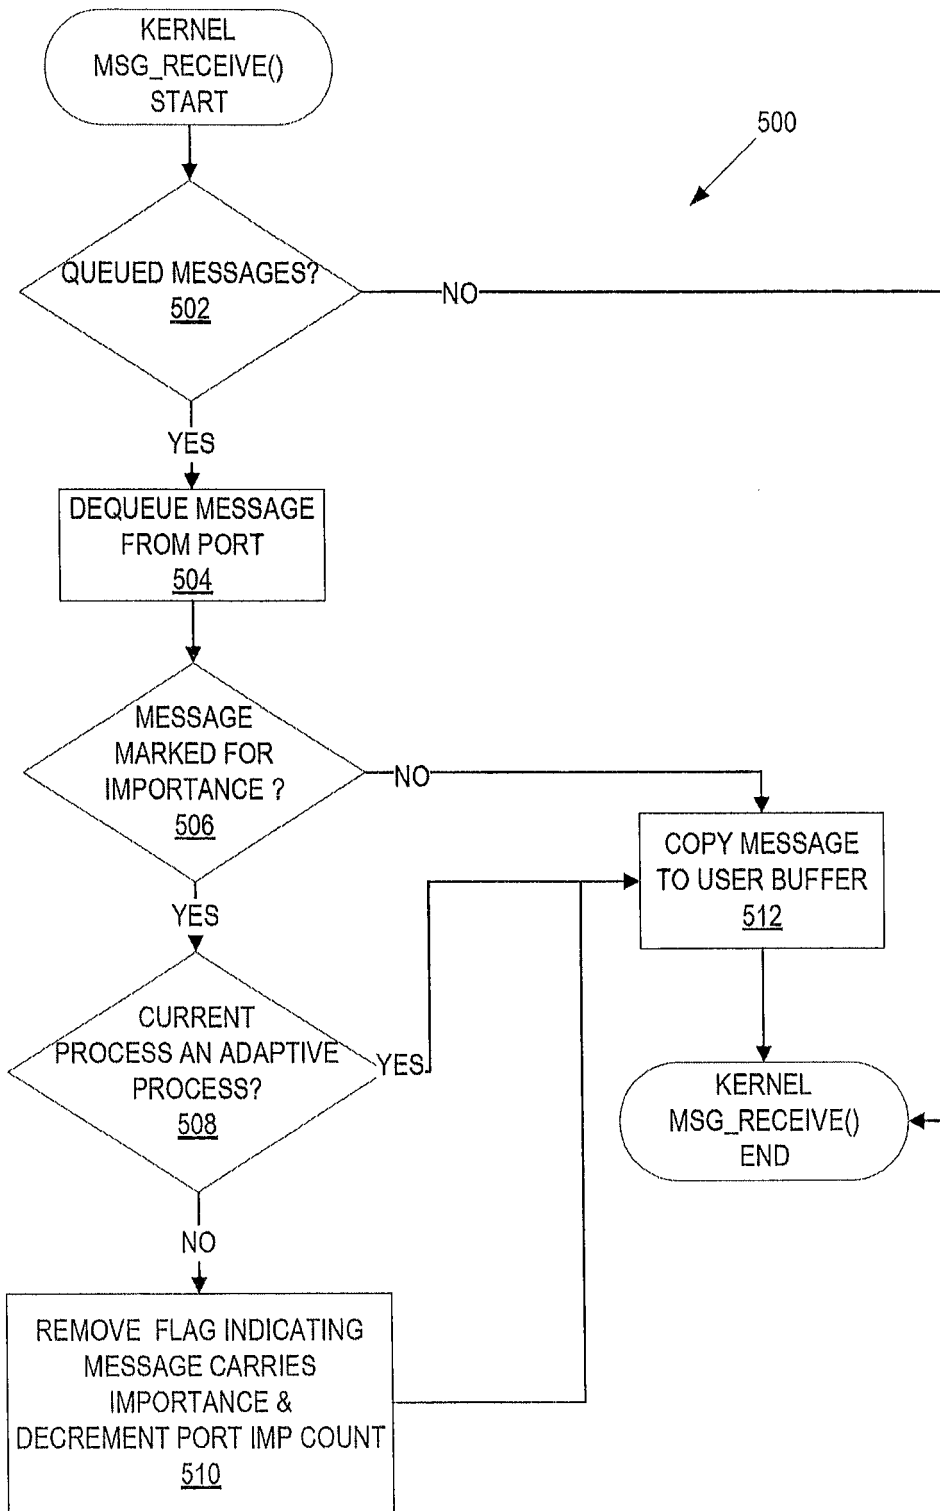 KERNEL
MSG_RECEIVE()
START
500
QUEUED MESSAGES?
502
NO
YES
DEQUEUE MESSAGE
FROM PORT
504
MESSAGE
MARKED FOR
IMPORTANCE ?
506
NO
COPY MESSAGE
TO USER BUFFER
512
YES
CURRENT
PROCESS AN ADAPTIVE
PROCESS?
508
YES
KERNEL
MSG_RECEIVE()
END
NO
REMOVE FLAG INDICATING
MESSAGE CARRIES
IMPORTANCE &
DECREMENT PORT IMP COUNT
510